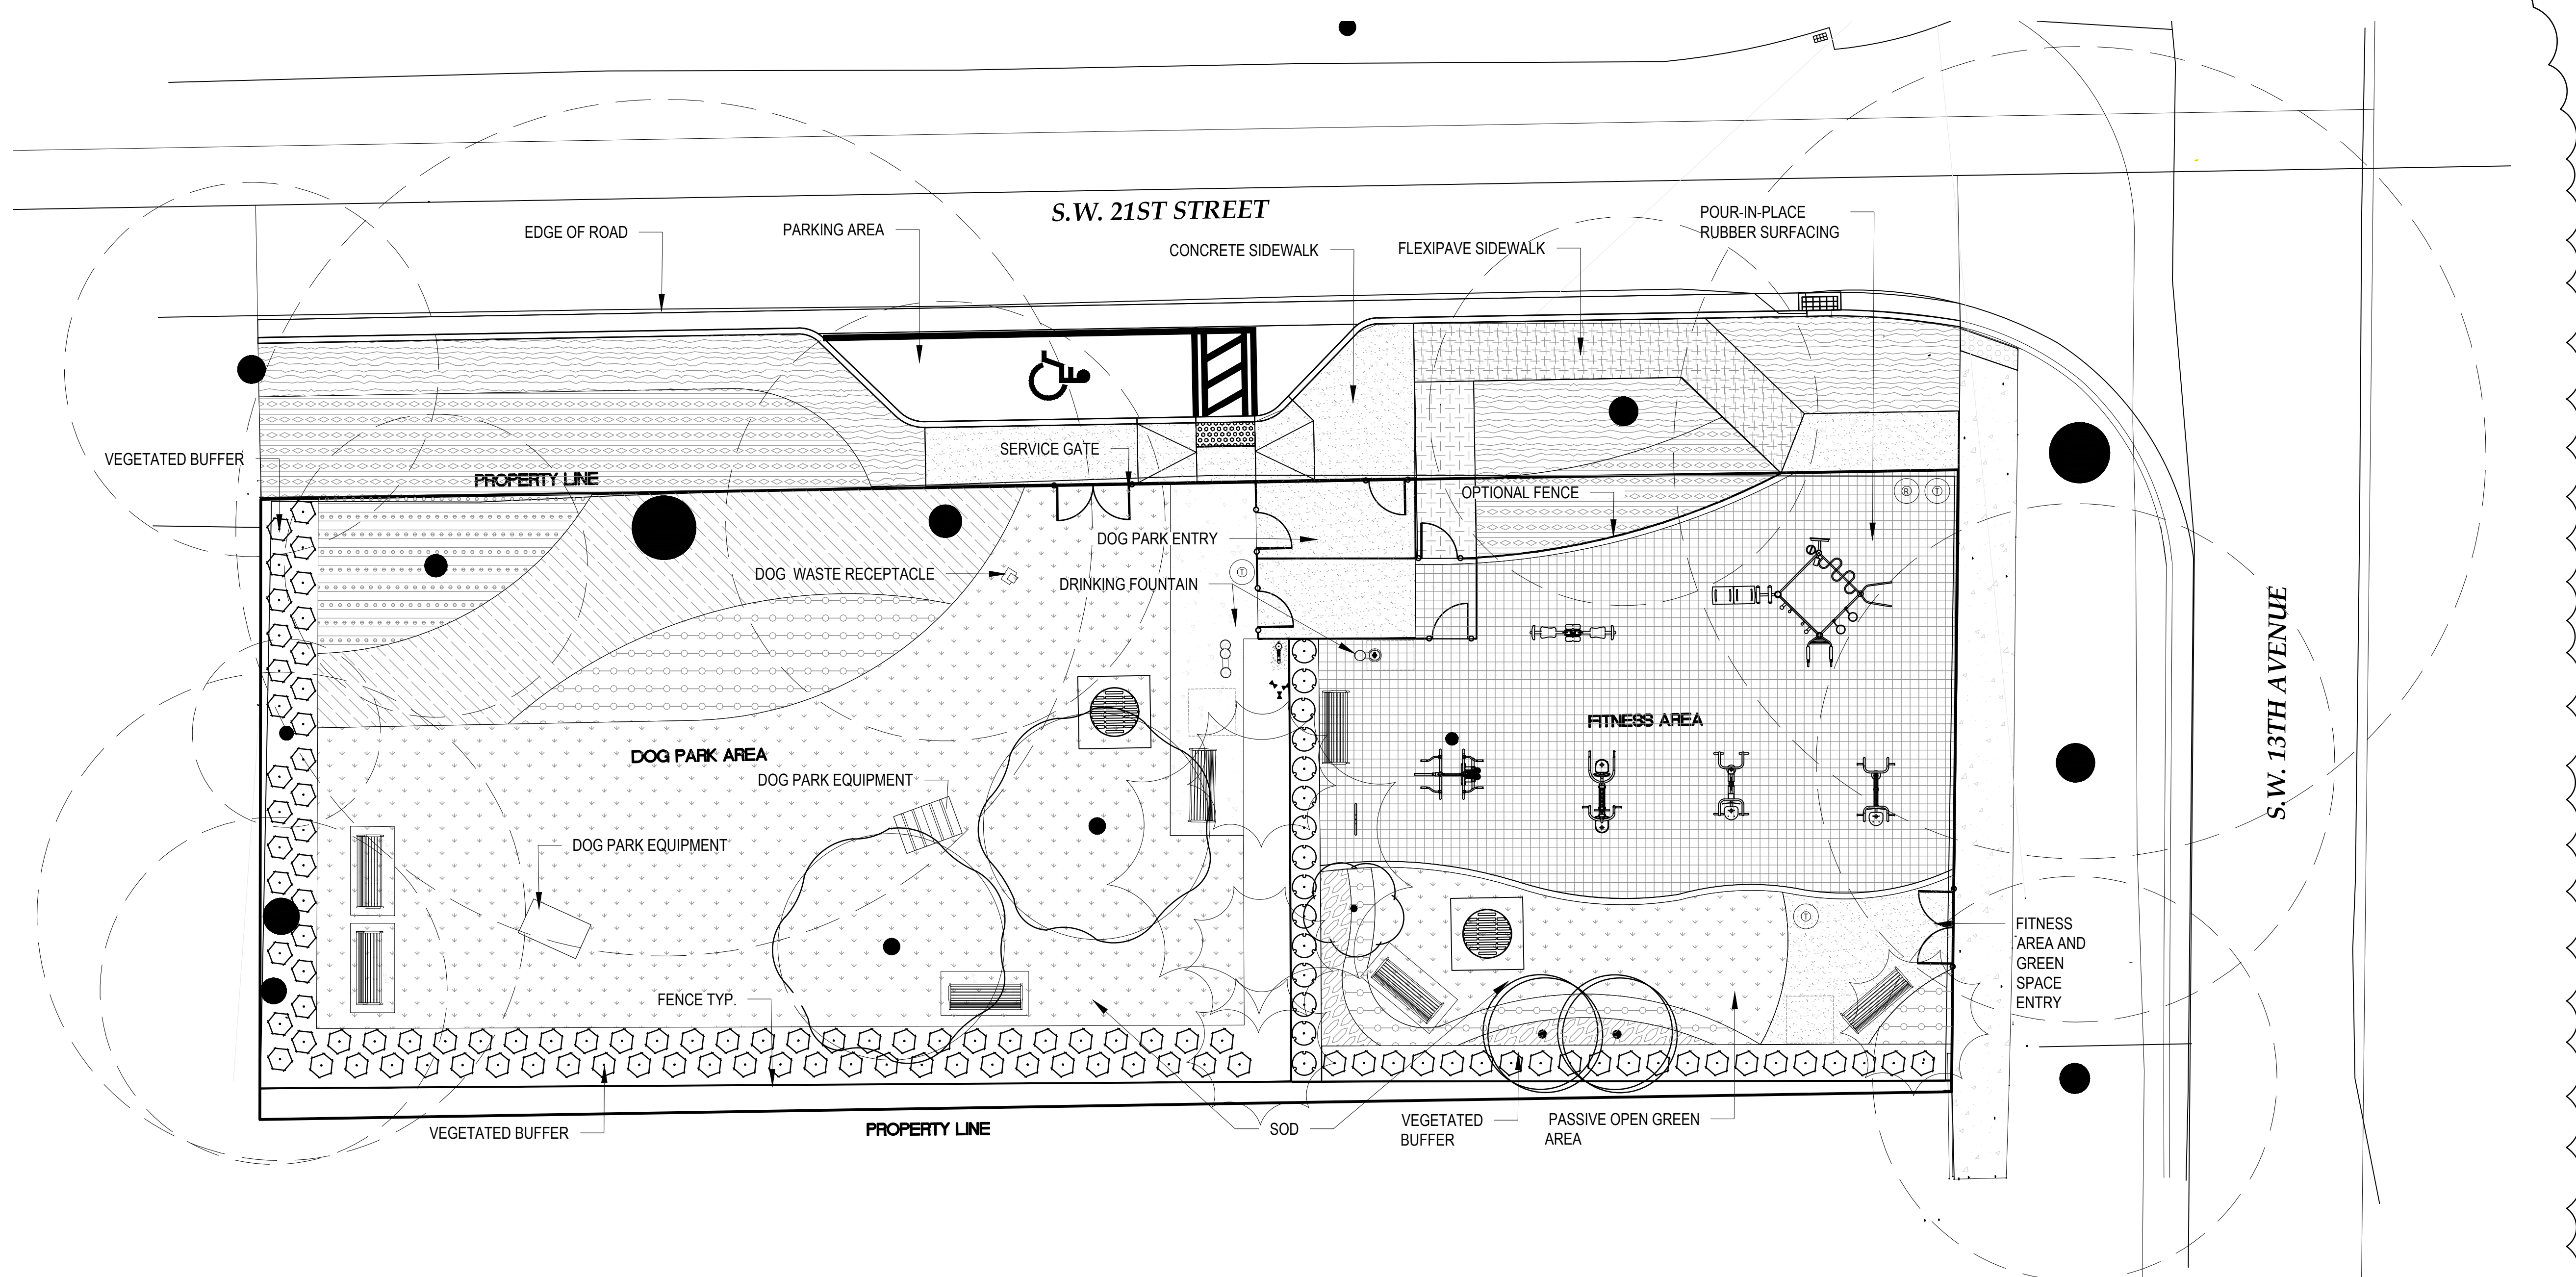 S.W. 21ST STREET
EDGE OF ROAD
PARKING AREA
CONCRETE SIDEWALK
FLEXIPAVE SIDEWALK
POUR-IN-PLACE
RUBBER SURFACING
VEGETATED BUFFER
PROPERTY LINE
SERVICE GATE
OPTIONAL FENCE
R
T
DOG PARK ENTRY
DOG WASTE RECEPTACLE
DRINKING FOUNTAIN
T
FITNESS AREA
DOG PARK AREA
DOG PARK EQUIPMENT
DOG PARK EQUIPMENT
S.W. 13TH AVENUE
T
FITNESS
AREA AND
GREEN
SPACE
ENTRY
FENCE TYP.
VEGETATED BUFFER
PROPERTY LINE
SOD
VEGETATED
BUFFER
PASSIVE OPEN GREEN
AREA